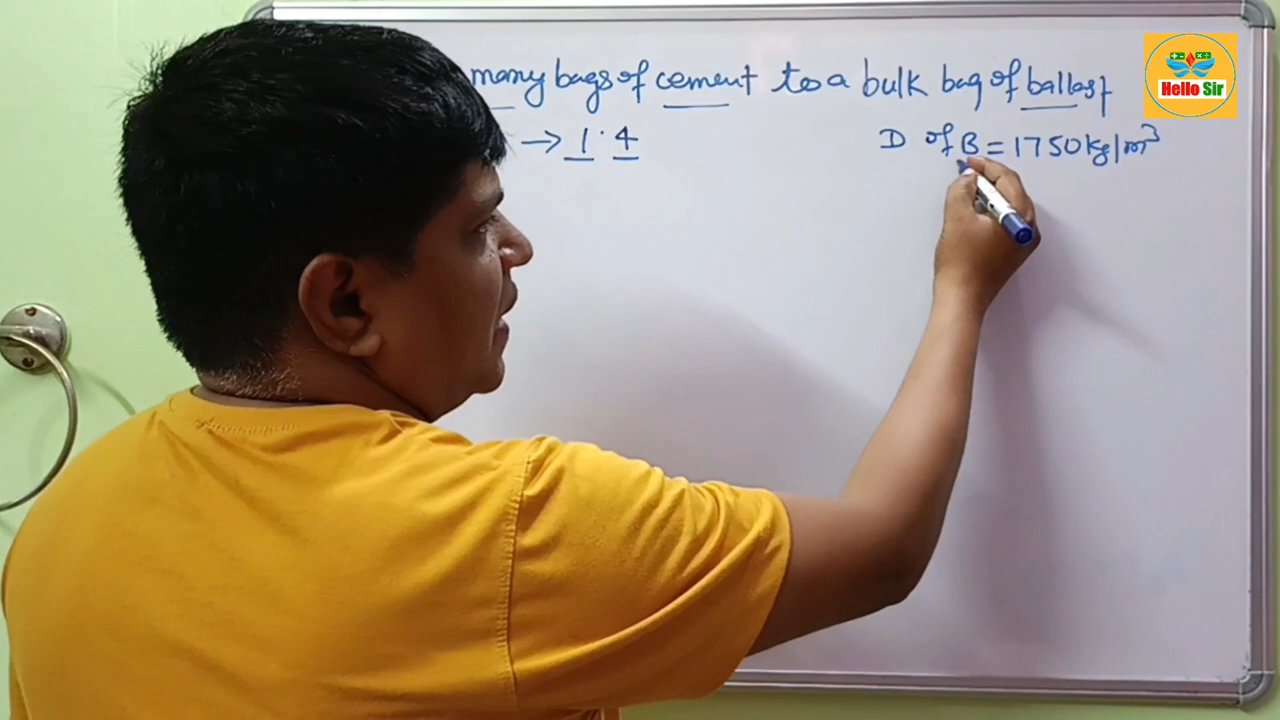 many bags of cement to a bulk bag of ballast
→ 1:4
D of B = 1750 kg/m³
Hello Sir